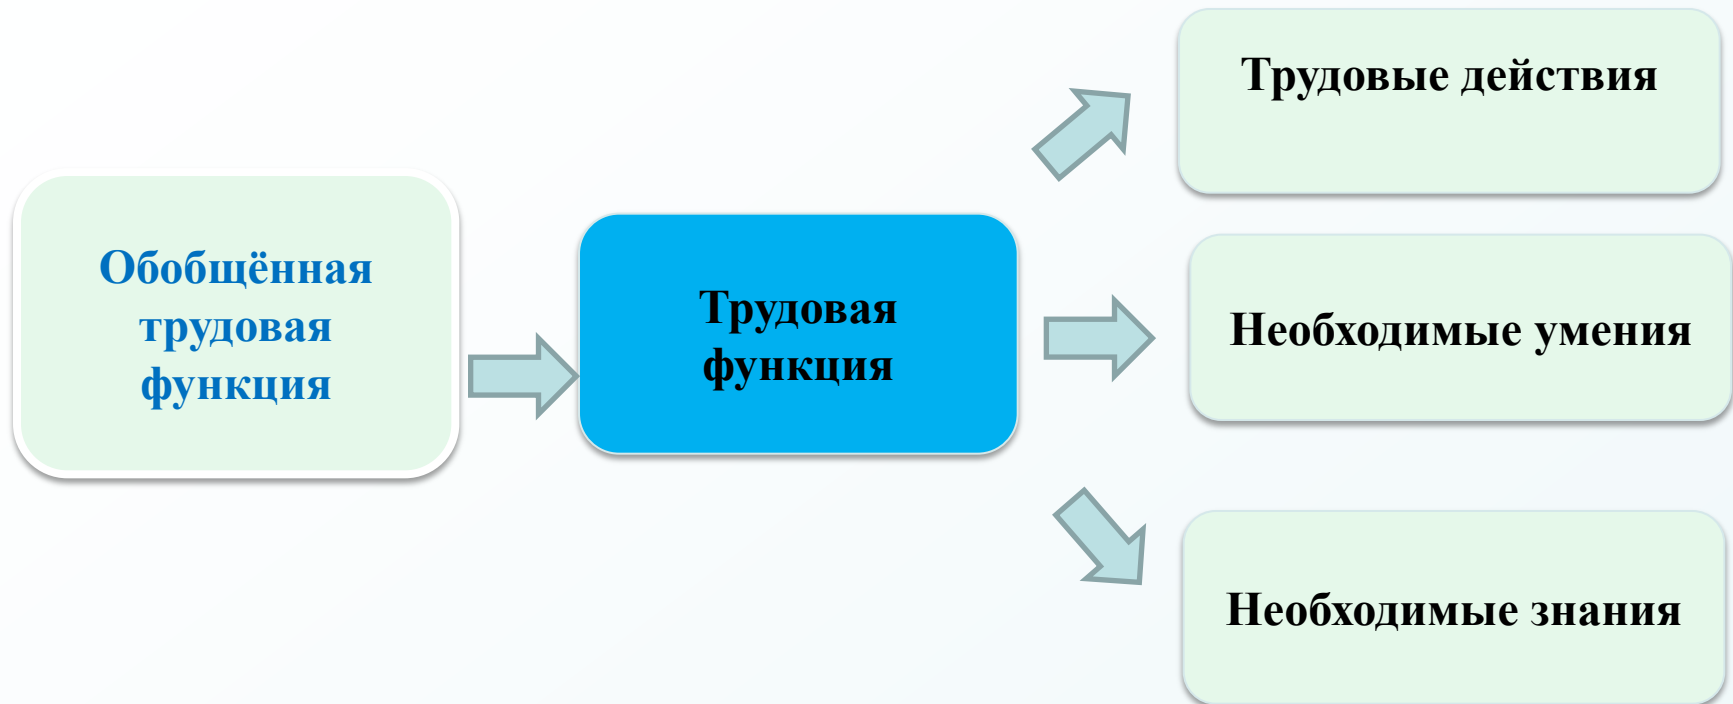 Обобщённая
трудовая
функция
Трудовая
функция
Трудовые действия
Необходимые умения
Необходимые знания